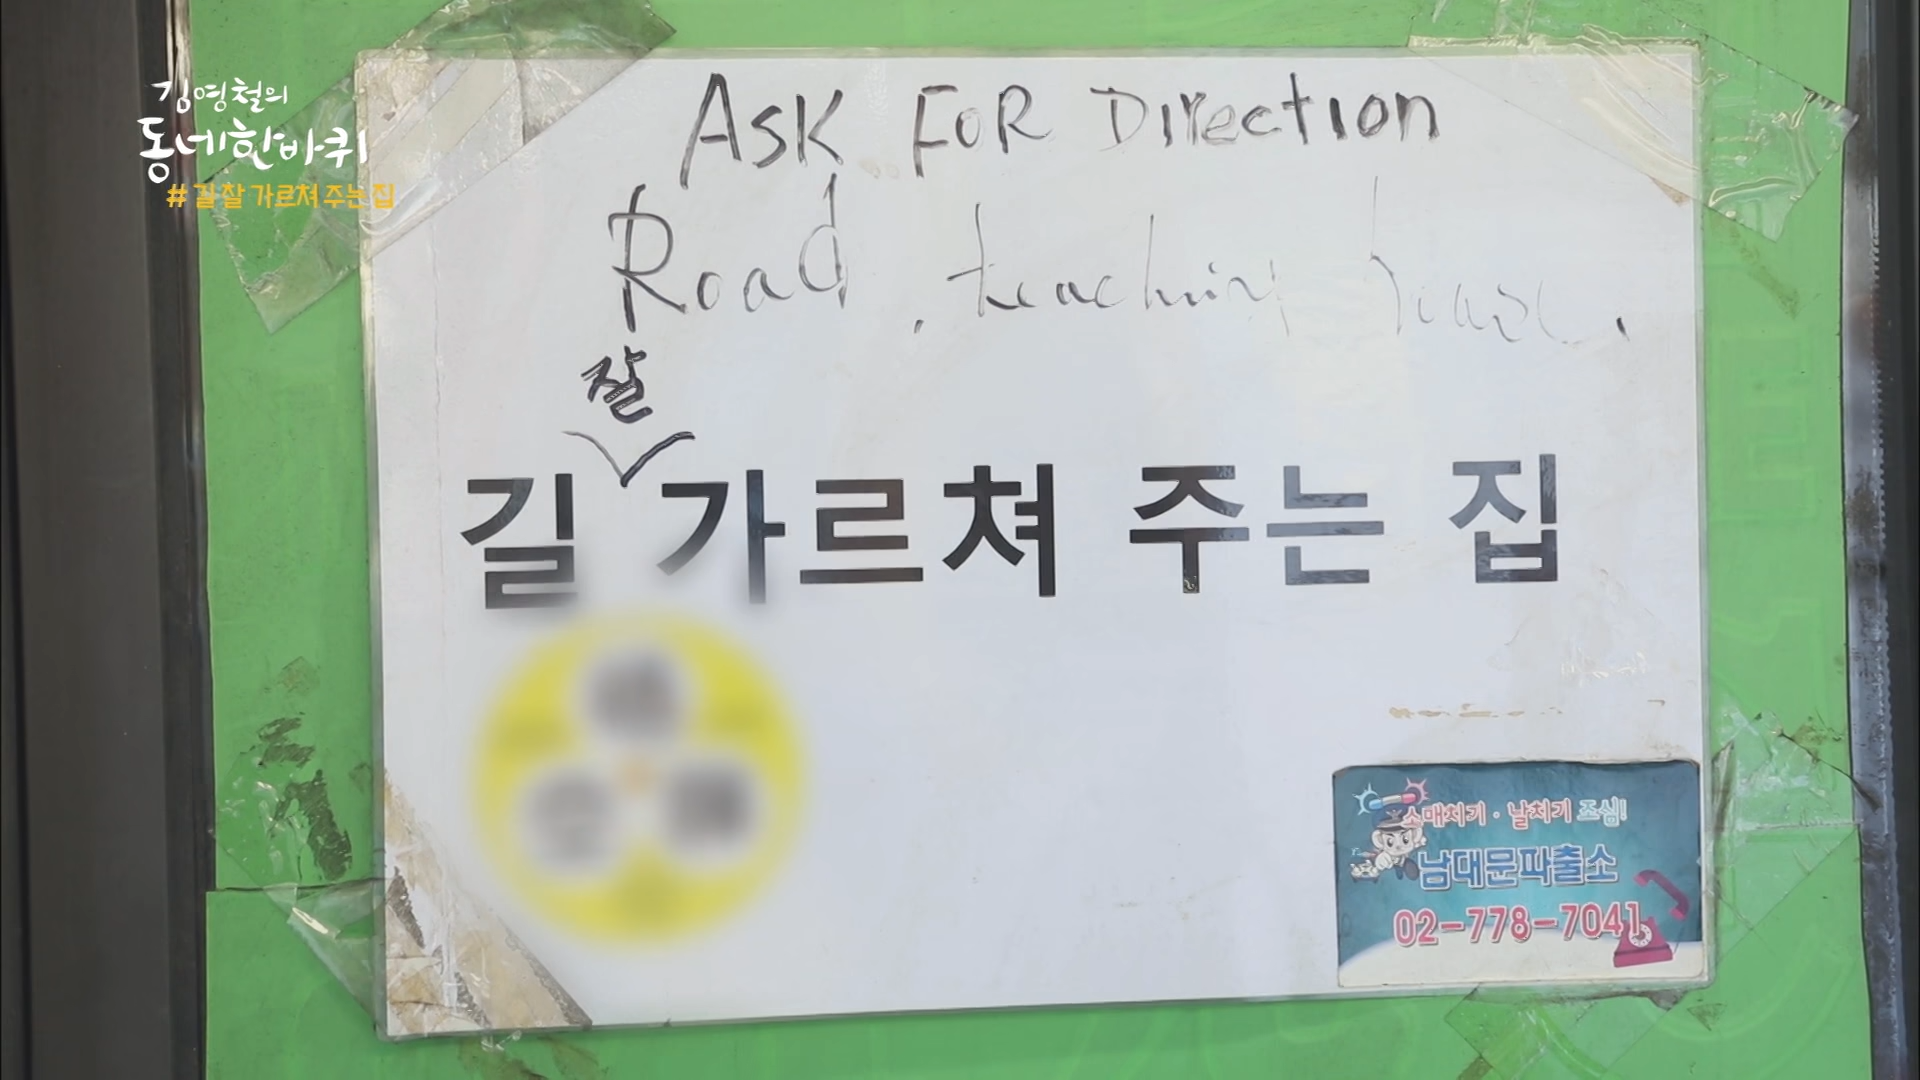 김영철의
동네한바퀴
#길 잘 가르쳐 주는 집
ASK FOR DIRECTION
Road, teaching house.
잘
길 가르쳐 주는 집
소매치기·날치기 조심!
남대문파출소
02-778-7041